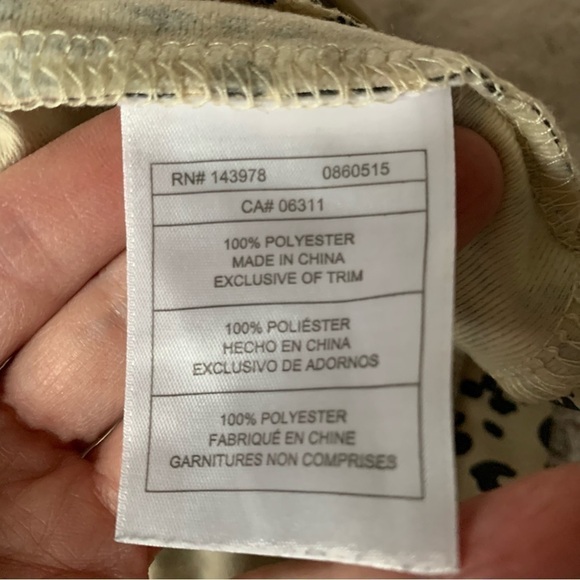 RN# 143978 0860515
CA# 06311
100% POLYESTER
MADE IN CHINA
EXCLUSIVE OF TRIM
100% POLIÉSTER
HECHO EN CHINA
EXCLUSIVO DE ADORNOS
100% POLYESTER
FABRIQUÉ EN CHINE
GARNITURES NON COMPRISES